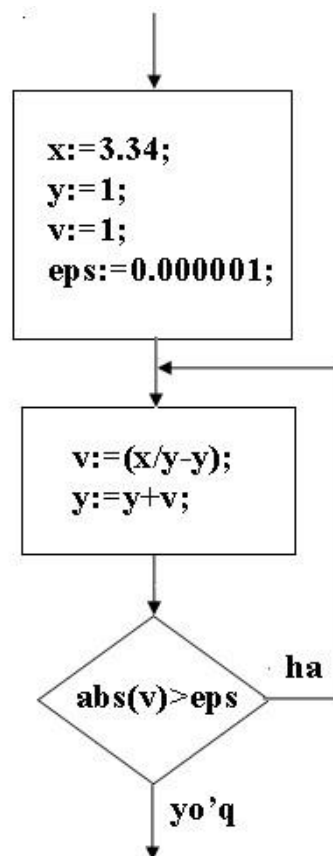 x:=3.34;
y:=1;
v:=1;
eps:=0.000001;
v:=(x/y-y);
y:=y+v;
abs(v)>eps
ha
yo’q